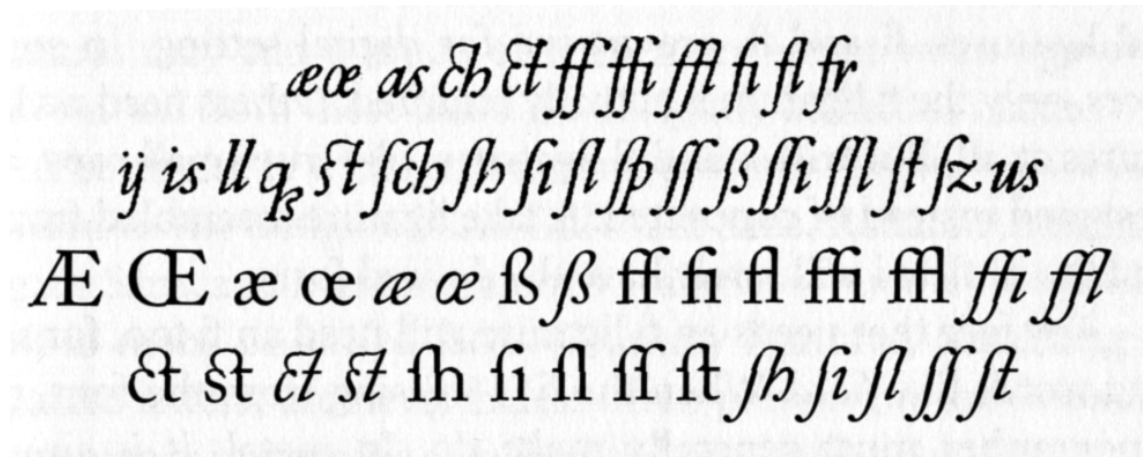 æ œ as ch ct ff ffi ffl fi fl fr
ij is ll qs st ſch ſh ſi ſl ſp ſſ ß ſſi ſſl ſt ſz us
Æ Œ æ œ æ œ ß ß ff fi fl ffi ffl ffi ffl
ct st ct st ſh ſi ſl ſſ ſt ſh ſi ſl ſſ ſt